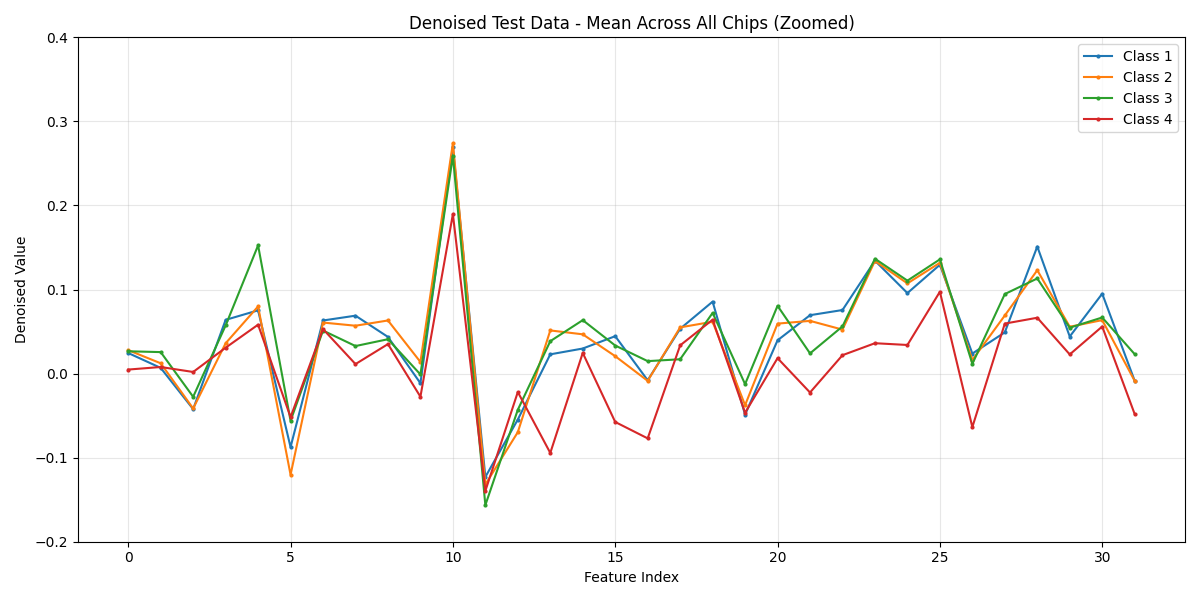 Denoised Test Data - Mean Across All Chips (Zoomed)
Denoised Value
0.4
0.3
0.2
0.1
0.0
−0.1
−0.2
Class 1
Class 2
Class 3
Class 4
0 5 10 15 20 25 30
Feature Index